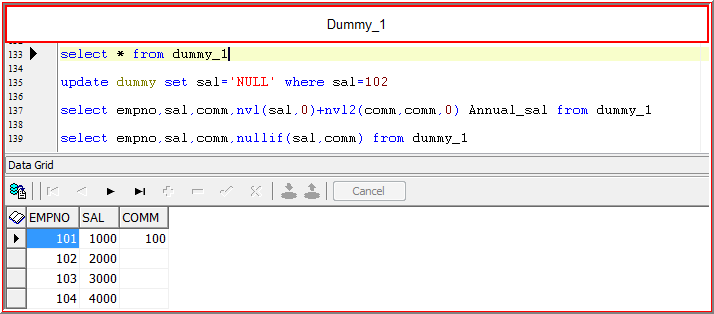 Dummy_1
133 select * from dummy_1
134
135 update dummy set sal='NULL' where sal=102
136
137 select empno,sal,comm,nvl(sal,0)+nvl2(comm,comm,0) Annual_sal from dummy_1
138
139 select empno,sal,comm,nullif(sal,comm) from dummy_1
Data Grid
Cancel
EMPNO SAL COMM
101 1000 100
102 2000
103 3000
104 4000